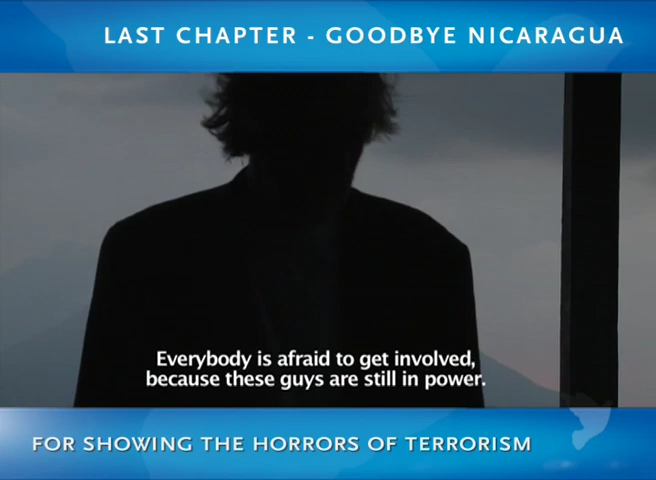 LAST CHAPTER - GOODBYE NICARAGUA
Everybody is afraid to get involved,
because these guys are still in power.
FOR SHOWING THE HORRORS OF TERRORISM